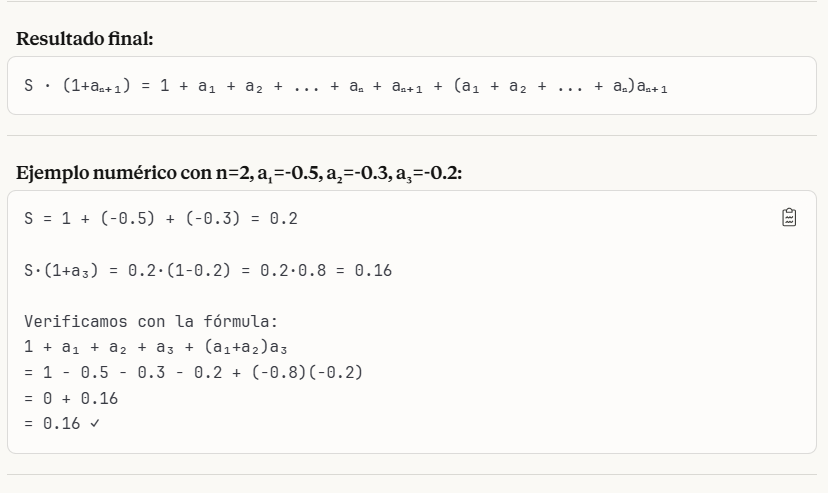 Resultado final:
S · (1+aₙ₊₁) = 1 + a₁ + a₂ + ... + aₙ + aₙ₊₁ + (a₁ + a₂ + ... + aₙ)aₙ₊₁
Ejemplo numérico con n=2, a₁=-0.5, a₂=-0.3, a₃=-0.2:
S = 1 + (-0.5) + (-0.3) = 0.2
S·(1+a₃) = 0.2·(1-0.2) = 0.2·0.8 = 0.16
Verificamos con la fórmula:
1 + a₁ + a₂ + a₃ + (a₁+a₂)a₃
= 1 - 0.5 - 0.3 - 0.2 + (-0.8)(-0.2)
= 0 + 0.16
= 0.16 ✓